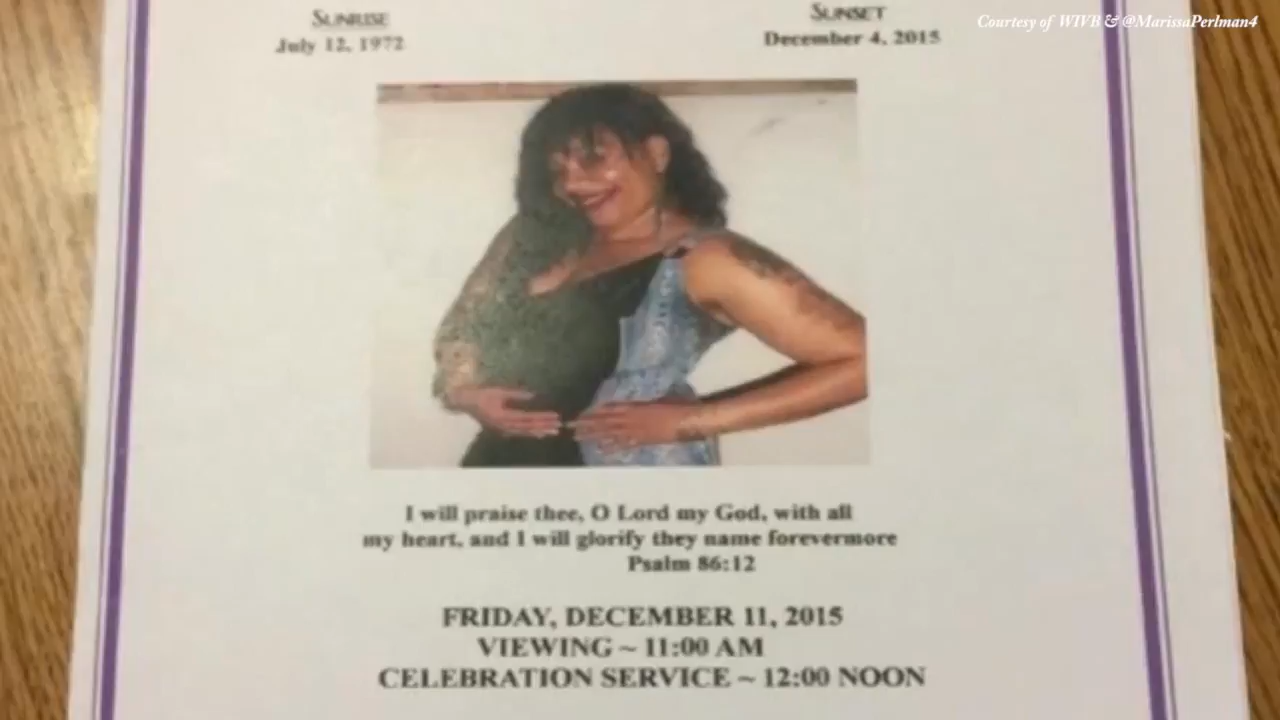 Courtesy of WIVB & @MarissaPerlman4
SUNRISE
July 12, 1972
SUNSET
December 4, 2015
I will praise thee, O Lord my God, with all
my heart, and I will glorify they name forevermore
Psalm 86:12
FRIDAY, DECEMBER 11, 2015
VIEWING ~ 11:00 AM
CELEBRATION SERVICE ~ 12:00 NOON